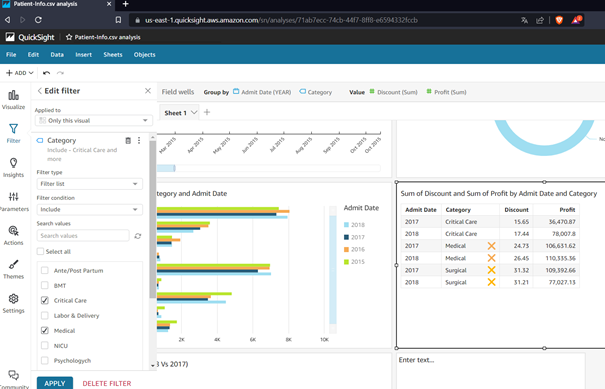 Patient-Info.csv analysis
us-east-1.quicksight.aws.amazon.com/sn/analyses/71ab7ecc-74cb-44f7-8ff8-e6594332fccb
QuickSight Patient-Info.csv analysis
File Edit Data Insert Sheets Objects
+ ADD
Visualize
Filter
Insights
Parameters
Actions
Themes
Settings
Community
Edit filter
Applied to
Only this visual
Category
Include - Critical Care and
more
Filter type
Filter list
Filter condition
Include
Search values
Search values
Select all
Ante/Post Partum
BMT
Critical Care
Labor & Delivery
Medical
NICU
Psychologych
APPLY DELETE FILTER
Field wells Group by Admit Date (YEAR) Category Value Discount (Sum) Profit (Sum)
Sheet 1
Mar 2015 Apr 2015 May 2015 Jun 2015 Jul 2015 Aug 2015 Sep 2015 Oct 2015 Oct 2015
ategory and Admit Date
Admit Date
2018
2017
2016
2015
2K 4K 6K 8K 10K
8 Vs 2017)
No
Sum of Discount and Sum of Profit by Admit Date and Category
Admit Date Category Discount Profit
2017 Critical Care 15.65 36,470.87
2018 Critical Care 17.44 78,007.8
2017 Medical 24.73 106,631.62
2018 Medical 26.45 110,335.36
2017 Surgical 31.32 109,392.66
2018 Surgical 31.21 77,027.13
Enter text...